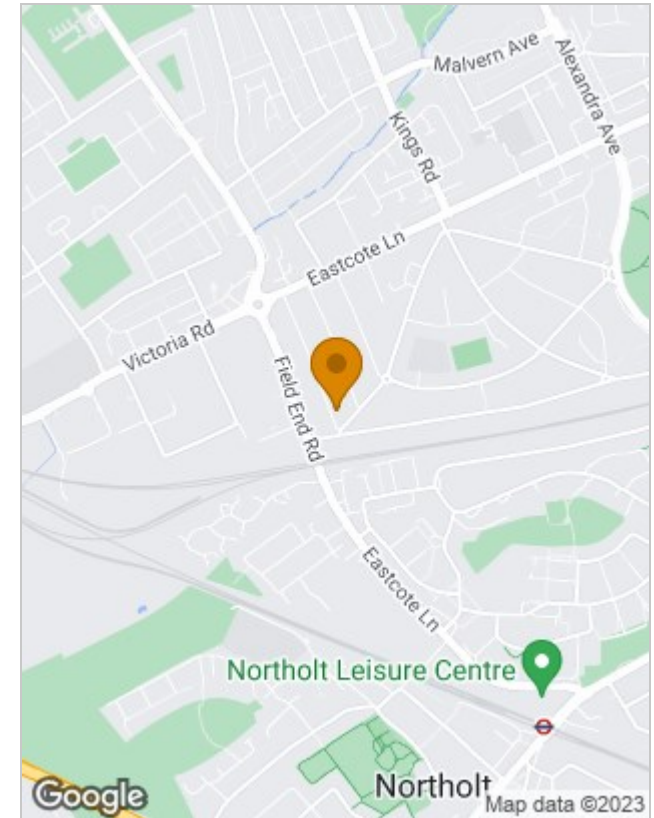 Malvern Ave
Alexandra Ave
Kings Rd
Eastcote Ln
Victoria Rd
Field End Rd
Eastcote Ln
Northolt Leisure Centre
Northolt
Google
Map data ©2023